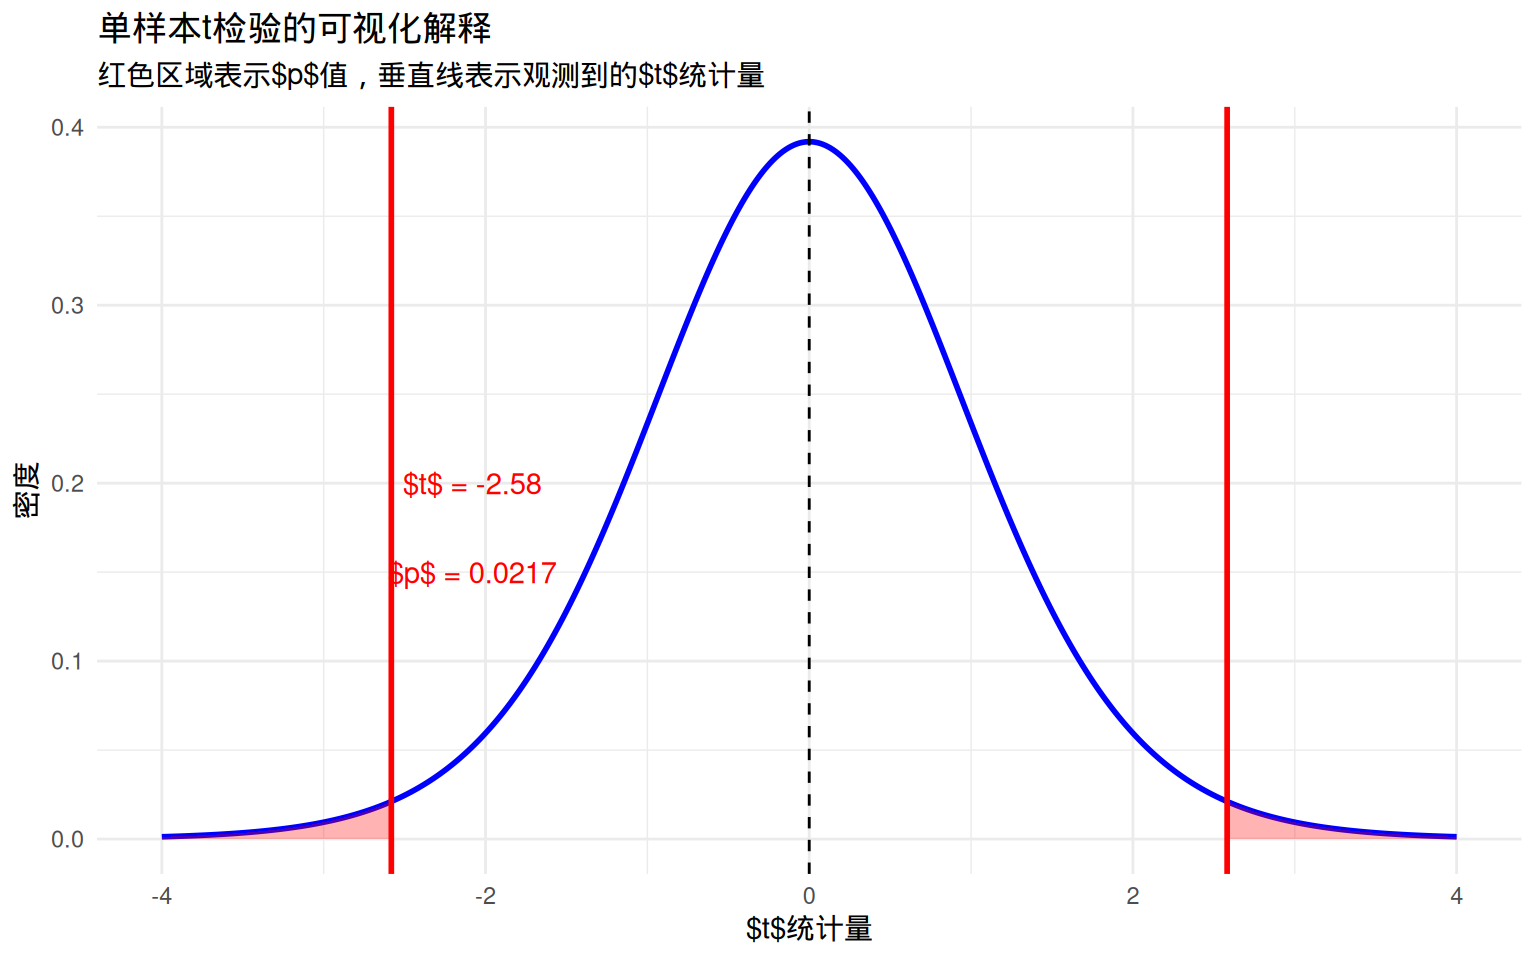 单样本t检验的可视化解释
红色区域表示$p$值，垂直线表示观测到的$t$统计量
0.4
0.3
0.2
0.1
0.0
密度
$t$ = -2.58
$p$ = 0.0217
-4
-2
0
2
4
$t$统计量